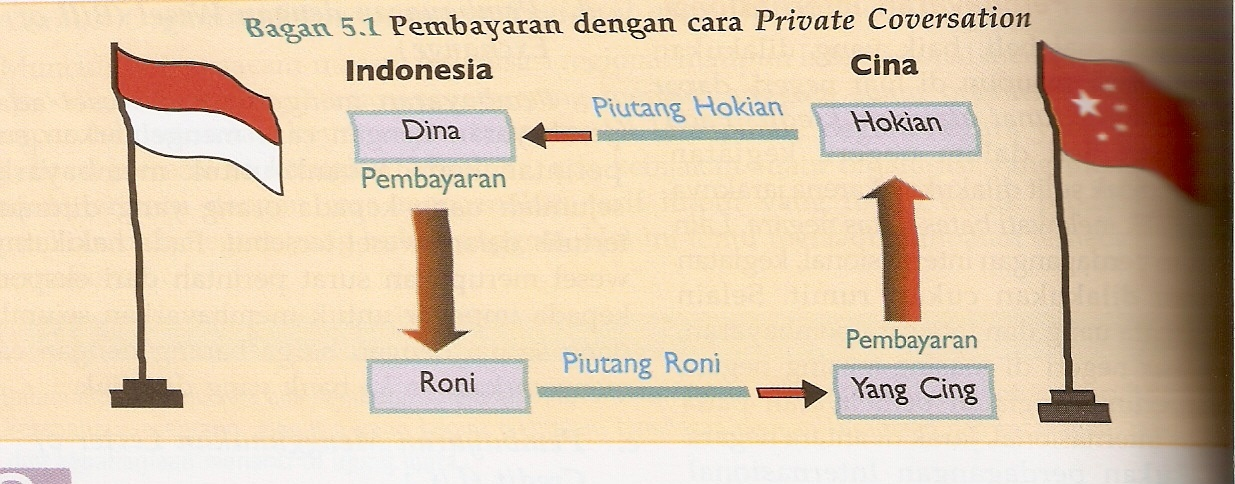 Bagan 5.1 Pembayaran dengan cara Private Coversation
Indonesia
Cina
Piutang Hokian
Dina
Hokian
Pembayaran
Pembayaran
Piutang Roni
Roni
Yang Cing